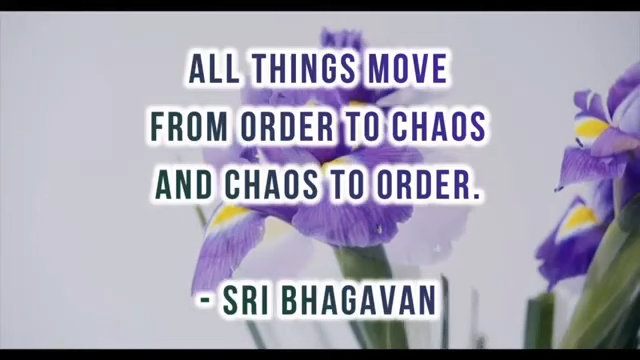 ALL THINGS MOVE
FROM ORDER TO CHAOS
AND CHAOS TO ORDER.
- SRI BHAGAVAN